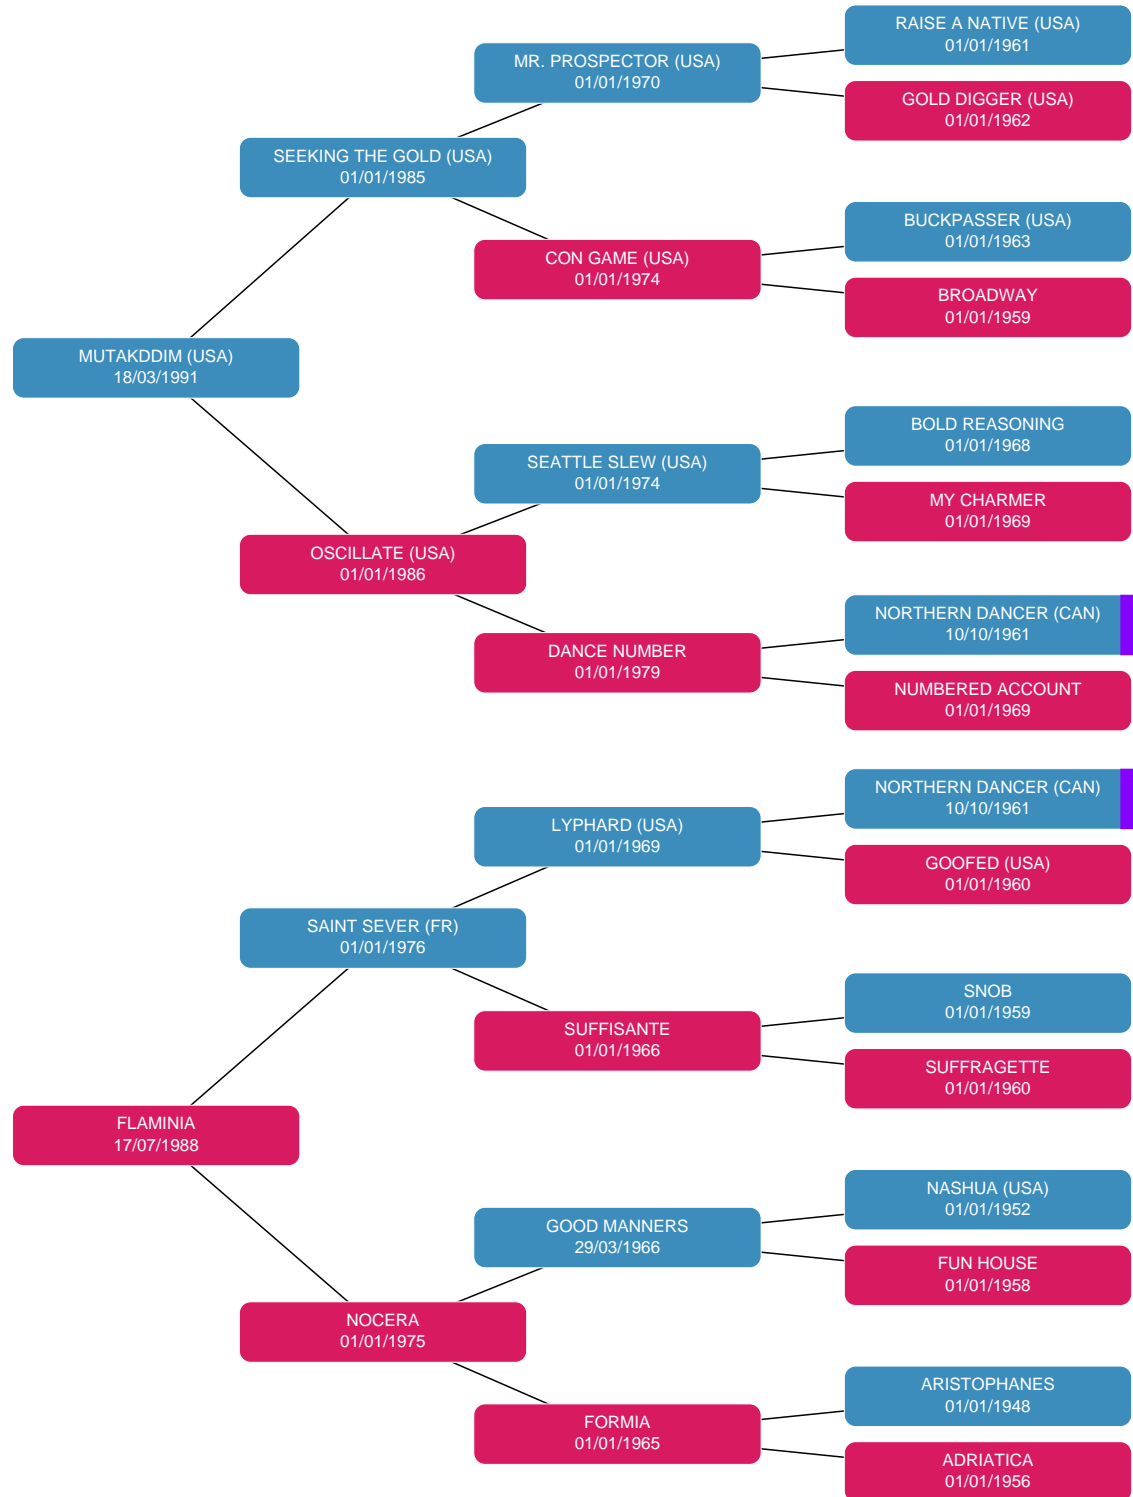 RAISE A NATIVE (USA)
01/01/1961
MR. PROSPECTOR (USA)
01/01/1970
GOLD DIGGER (USA)
01/01/1962
SEEKING THE GOLD (USA)
01/01/1985
BUCKPASSER (USA)
01/01/1963
CON GAME (USA)
01/01/1974
BROADWAY
01/01/1959
MUTAKDDIM (USA)
18/03/1991
BOLD REASONING
01/01/1968
SEATTLE SLEW (USA)
01/01/1974
MY CHARMER
01/01/1969
OSCILLATE (USA)
01/01/1986
NORTHERN DANCER (CAN)
10/10/1961
DANCE NUMBER
01/01/1979
NUMBERED ACCOUNT
01/01/1969
NORTHERN DANCER (CAN)
10/10/1961
LYPHARD (USA)
01/01/1969
GOOFED (USA)
01/01/1960
SAINT SEVER (FR)
01/01/1976
SNOB
01/01/1959
SUFFISANTE
01/01/1966
SUFFRAGETTE
01/01/1960
FLAMINIA
17/07/1988
NASHUA (USA)
01/01/1952
GOOD MANNERS
29/03/1966
FUN HOUSE
01/01/1958
NOCERA
01/01/1975
ARISTOPHANES
01/01/1948
FORMIA
01/01/1965
ADRIATICA
01/01/1956